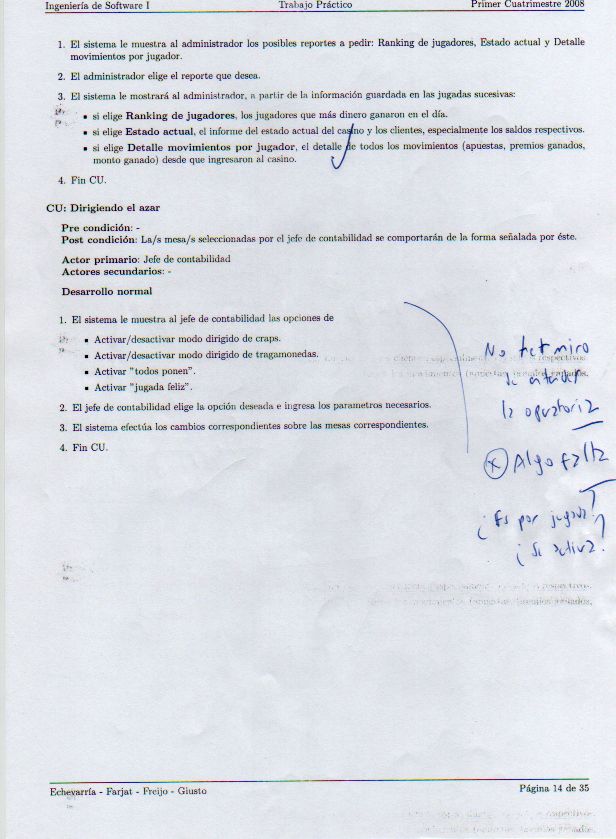 Ingeniería de Software I Trabajo Práctico Primer Cuatrimestre 2008
1. El sistema le muestra al administrador los posibles reportes a pedir: Ranking de jugadores, Estado actual y Detalle
movimientos por jugador.
2. El administrador elige el reporte que desea.
3. El sistema le mostrará al administrador, a partir de la información guardada en las jugadas sucesivas:
▪ si elige Ranking de jugadores, los jugadores que más dinero ganaron en el día.
▪ si elige Estado actual, el informe del estado actual del casino y los clientes, especialmente los saldos respectivos.
▪ si elige Detalle movimientos por jugador, el detalle de todos los movimientos (apuestas, premios ganados,
monto ganado) desde que ingresaron al casino.
4. Fin CU.
CU: Dirigiendo el azar
Pre condición: -
Post condición: La/s mesa/s seleccionadas por el jefe de contabilidad se comportarán de la forma señalada por éste.
Actor primario: Jefe de contabilidad
Actores secundarios: -
Desarrollo normal
1. El sistema le muestra al jefe de contabilidad las opciones de
▪ Activar/desactivar modo dirigido de craps.
▪ Activar/desactivar modo dirigido de tragamonedas.
▪ Activar "todos ponen".
▪ Activar "jugada feliz".
2. El jefe de contabilidad elige la opción deseada e ingresa los parametros necesarios.
3. El sistema efectúa los cambios correspondientes sobre las mesas correspondientes.
4. Fin CU.
No termino
de entender
la operatoria
(*) Algo falta
¿Es por jugada?
¿Se activa?
Echevarría - Farjat - Freijo - Giusto Página 14 de 35